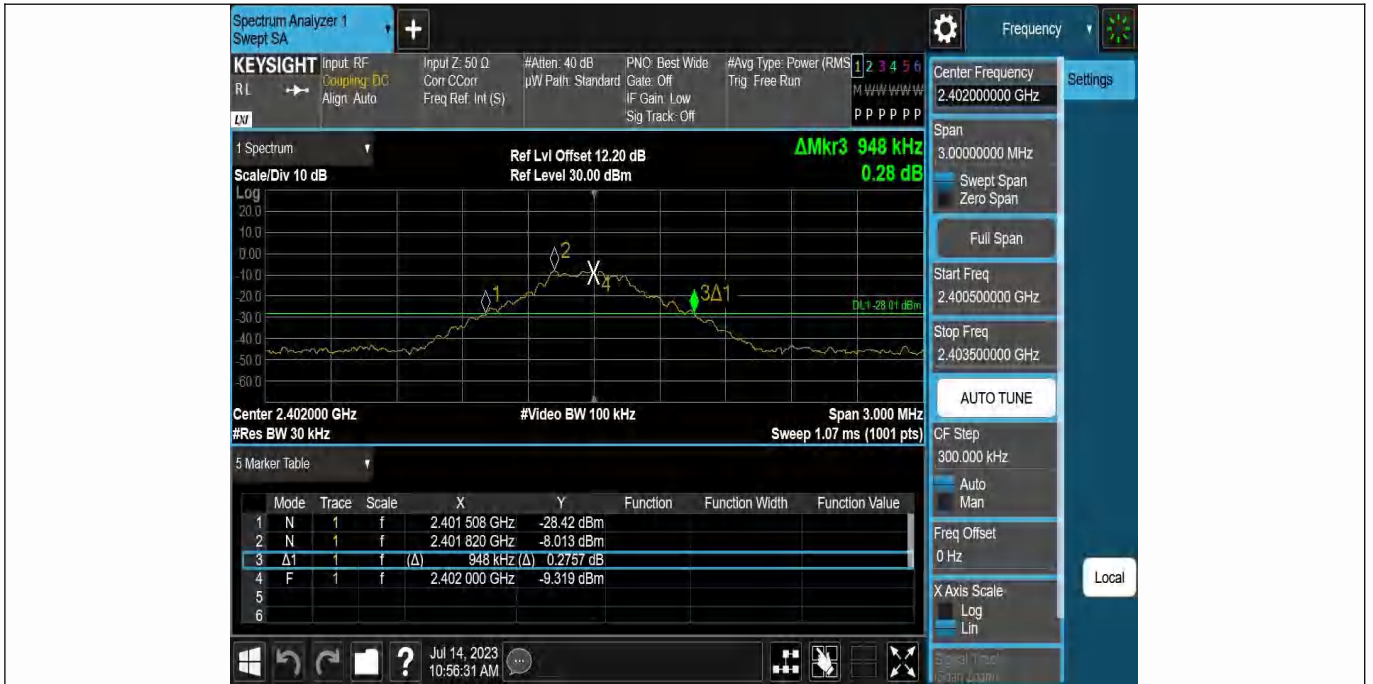 Spectrum Analyzer 1
Swept SA
+
Frequency
KEYSIGHT
RL
LXI
Input: RF
Coupling: DC
Align: Auto
Input Z: 50 Ω
Corr CCorr
Freq Ref: Int (S)
#Atten: 40 dB
µW Path: Standard
PNO: Best Wide
Gate: Off
IF Gain: Low
Sig Track: Off
#Avg Type: Power (RMS
Trig: Free Run
1 2 3 4 5 6
M W W W W W
P P P P P P
Center Frequency
2.402000000 GHz
Settings
Span
3.00000000 MHz
Swept Span
Zero Span
Full Span
Start Freq
2.400500000 GHz
Stop Freq
2.403500000 GHz
AUTO TUNE
CF Step
300.000 kHz
Auto
Man
Freq Offset
0 Hz
X Axis Scale
Log
Lin
Signal Track
(Span Zoom)
Local
1 Spectrum
Scale/Div 10 dB
Ref Lvl Offset 12.20 dB
Ref Level 30.00 dBm
ΔMkr3 948 kHz
0.28 dB
Log
20.0
10.0
0.00
-10.0
-20.0
-30.0
-40.0
-50.0
-60.0
1
2
4
3Δ1
DL1 -28.01 dBm
Center 2.402000 GHz
#Video BW 100 kHz
Span 3.000 MHz
#Res BW 30 kHz
Sweep 1.07 ms (1001 pts)
5 Marker Table
Mode Trace Scale X Y Function Function Width Function Value
1 N 1 f 2.401 508 GHz -28.42 dBm
2 N 1 f 2.401 820 GHz -8.013 dBm
3 Δ1 1 f (Δ) 948 kHz (Δ) 0.2757 dB
4 F 1 f 2.402 000 GHz -9.319 dBm
5
6
?
Jul 14, 2023
10:56:31 AM